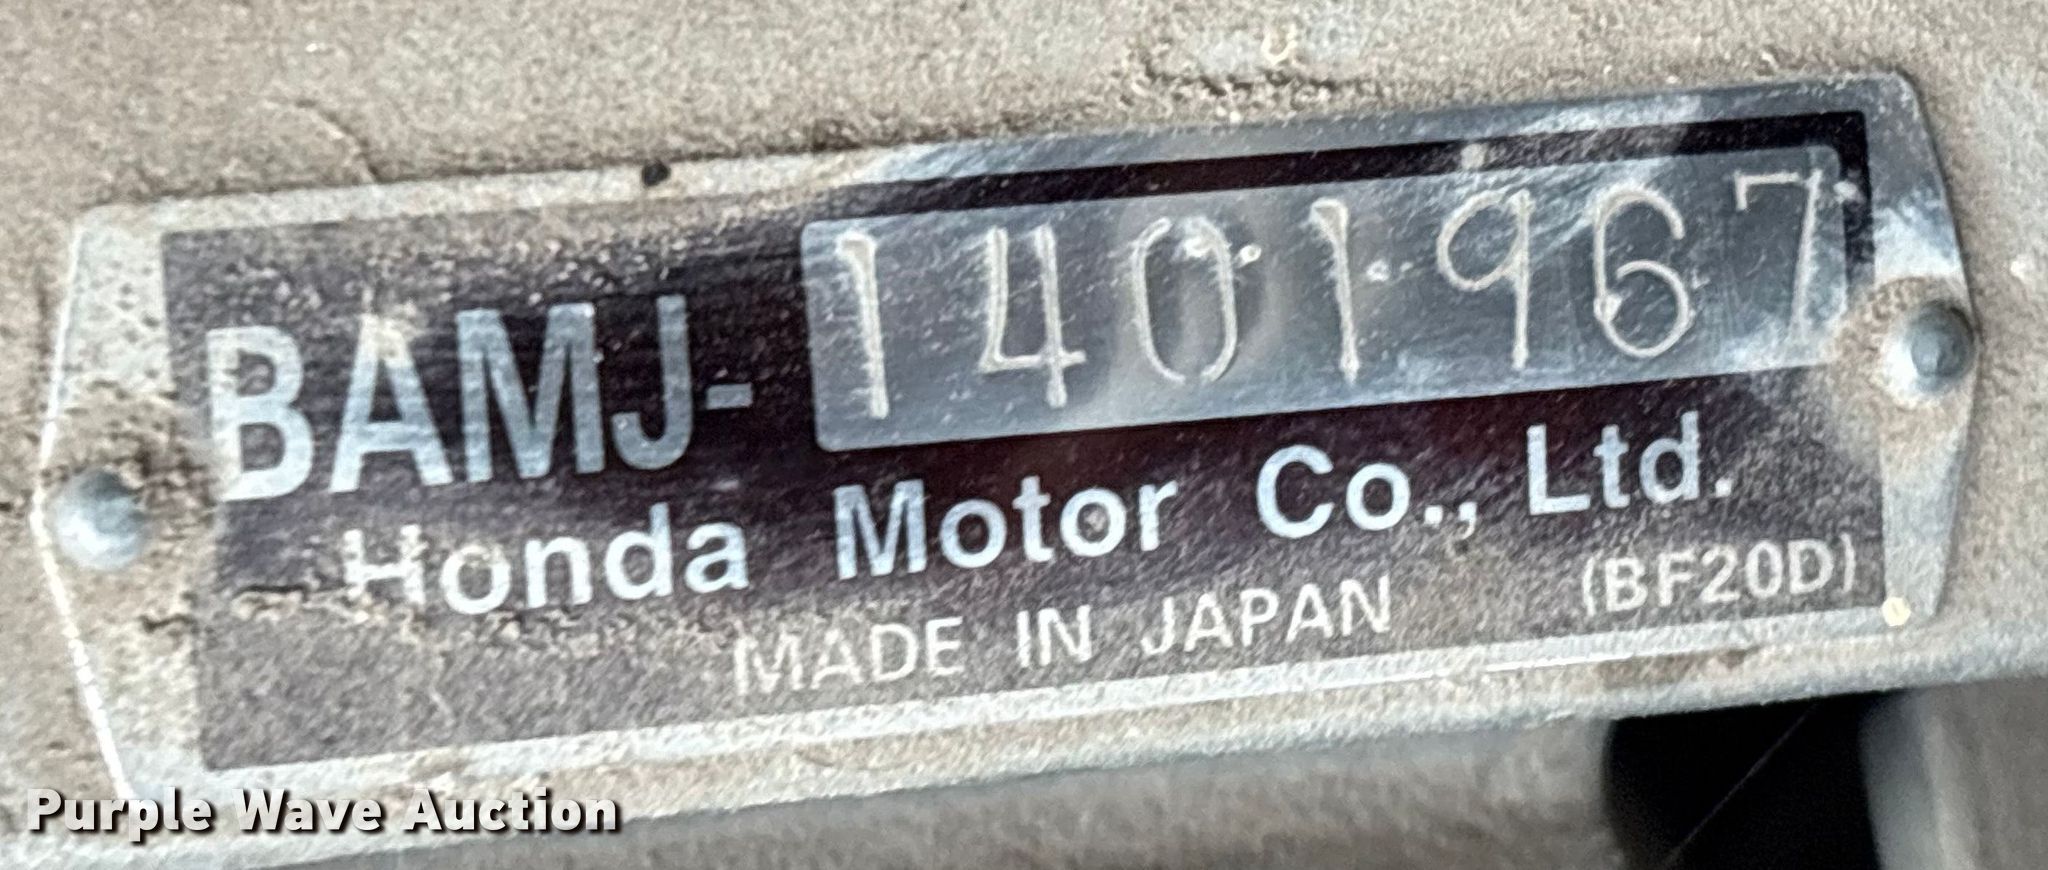 BAMJ-1401967
Honda Motor Co., Ltd.
MADE IN JAPAN (BF20D)
Purple Wave Auction